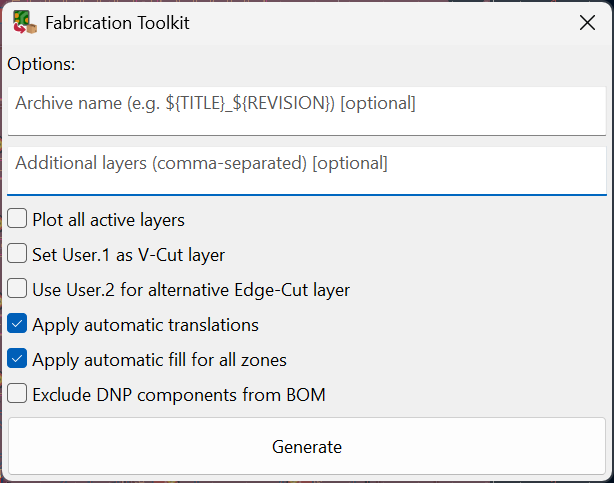 Fabrication Toolkit
Options:
Archive name (e.g. ${TITLE}_${REVISION}) [optional]
Additional layers (comma-separated) [optional]
Plot all active layers
Set User.1 as V-Cut layer
Use User.2 for alternative Edge-Cut layer
Apply automatic translations
Apply automatic fill for all zones
Exclude DNP components from BOM
Generate